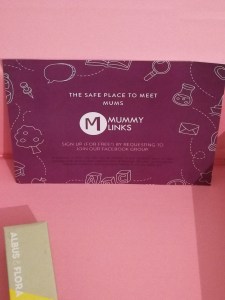 THE SAFE PLACE TO MEET
MUMS
M MUMMY
LINKS
SIGN UP (FOR FREE!) BY REQUESTING TO
JOIN OUR FACEBOOK GROUP
ALBUS & FLORA